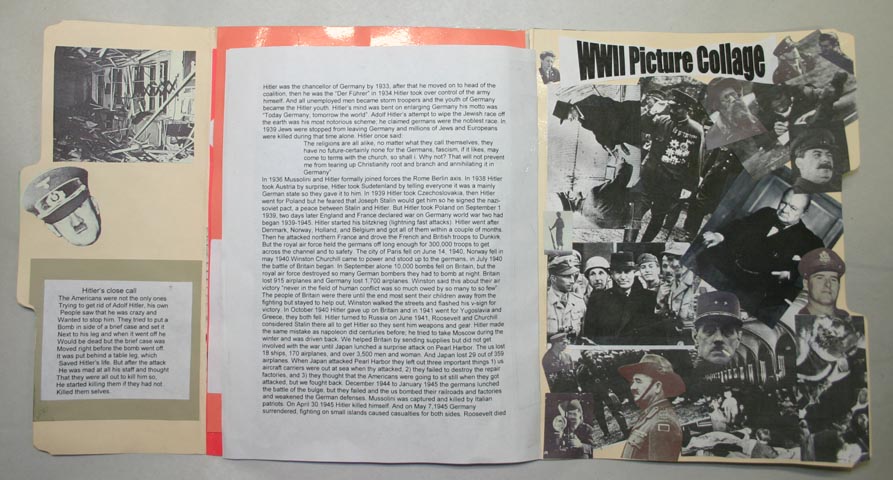 Hitler's close call
The Americans were not the only ones
Trying to get rid of Adolf Hitler, his own
People saw that he was crazy and
Wanted to stop him. They tried to put a
Bomb in side of a brief case and set it
Next to his leg and when it went off he
Would be dead but the brief case was
Moved right before the bomb went off.
It was put behind a table leg, which
Saved Hitler's life. But after the attack
He was mad at all his staff and thought
That they were all out to kill him so,
He started killing them if they had not
Killed them selves.
Hitler was the chancellor of Germany by 1933, after that he moved on to head of the
coalition, then he was the "Der Führer" in 1934 Hitler took over control of the army
himself. And all unemployed men became storm troopers and the youth of Germany
became the Hitler youth. Hitler's mind was bent on enlarging Germany his motto was
"Today Germany, tomorrow the world". Adolf Hitler's attempt to wipe the Jewish race off
the earth was his most notorious scheme: he claimed germans were the noblest race. In
1939 Jews were stopped from leaving Germany and millions of Jews and Europeans
were killed during that time alone. Hitler once said:
The religions are all alike, no matter what they call themselves, they
have no future-certainly none for the Germans, fascism, if it likes, may
come to terms with the church, so shall i. Why not? That will not prevent
me from tearing up Christianity root and branch and annihilating it in
Germany"
In 1936 Mussolini and Hitler formally joined forces the Rome Berlin axis. In 1938 Hitler
took Austria by surprise, Hitler took Sudetenland by telling everyone it was a mainly
German state so they gave it to him. In 1939 Hitler took Czechoslovakia, then Hitler
went for Poland but he feared that Joseph Stalin would get him so he signed the nazi-
soviet pact, a peace between Stalin and Hitler. But Hitler took Poland on September 1
1939, two days later England and France declared war on Germany world war two had
began 1939-1945. Hitler started his blitzkrieg (lightning fast attacks). Hitler went after
Denmark, Norway, Holland, and Belgium and got all of them within a couple of months.
Then he attacked northern France and drove the French and British troops to Dunkirk.
But the royal air force held the germans off long enough for 300,000 troops to get
across the channel and to safety. The city of Paris fell on June 14, 1940, Norway fell in
may 1940.Winston Churchill came to power and stood up to the germans, in July 1940
the battle of Britain began. In September alone 10,000 bombs fell on Britain, but the
royal air force destroyed so many German bombers they had to bomb at night. Britain
lost 915 airplanes and Germany lost 1,700 airplanes. Winston said this about their air
victory "never in the field of human conflict was so much owed by so many to so few"
The people of Britain were there until the end most sent their children away from the
fighting but stayed to help out. Winston walked the streets and flashed his v-sign for
victory. In October 1940 Hitler gave up on Britain and in 1941 went for Yugoslavia and
Greece, they both fell. Hitler turned to Russia on June 1941, Roosevelt and Churchill
considered Stalin there all to get Hitler so they sent him weapons and gear. Hitler made
the same mistake as napoleon did centuries before; he tried to take Moscow during the
winter and was driven back. We helped Britain by sending supplies but did not get
involved with the war until Japan lunched a surprise attack on Pearl Harbor. The us lost
18 ships, 170 airplanes, and over 3,500 men and woman. And Japan lost 29 out of 359
airplanes. When Japan attacked Pearl Harbor they left out three important things 1) us
aircraft carriers were out at sea when thy attacked, 2) they failed to destroy the repair
factories, and 3) they thought that the Americans were going to sit still when they got
attacked, but we fought back. December 1944 to January 1945 the germans lunched
the battle of the bulge, but they failed and the us bombed their railroads and factories
and weakened the German defenses. Mussolini was captured and killed by Italian
patriots. On April 30 1945 Hitler killed himself. And on May 7,1945 Germany
surrendered, fighting on small islands caused casualties for both sides. Roosevelt died
WWII Picture Collage